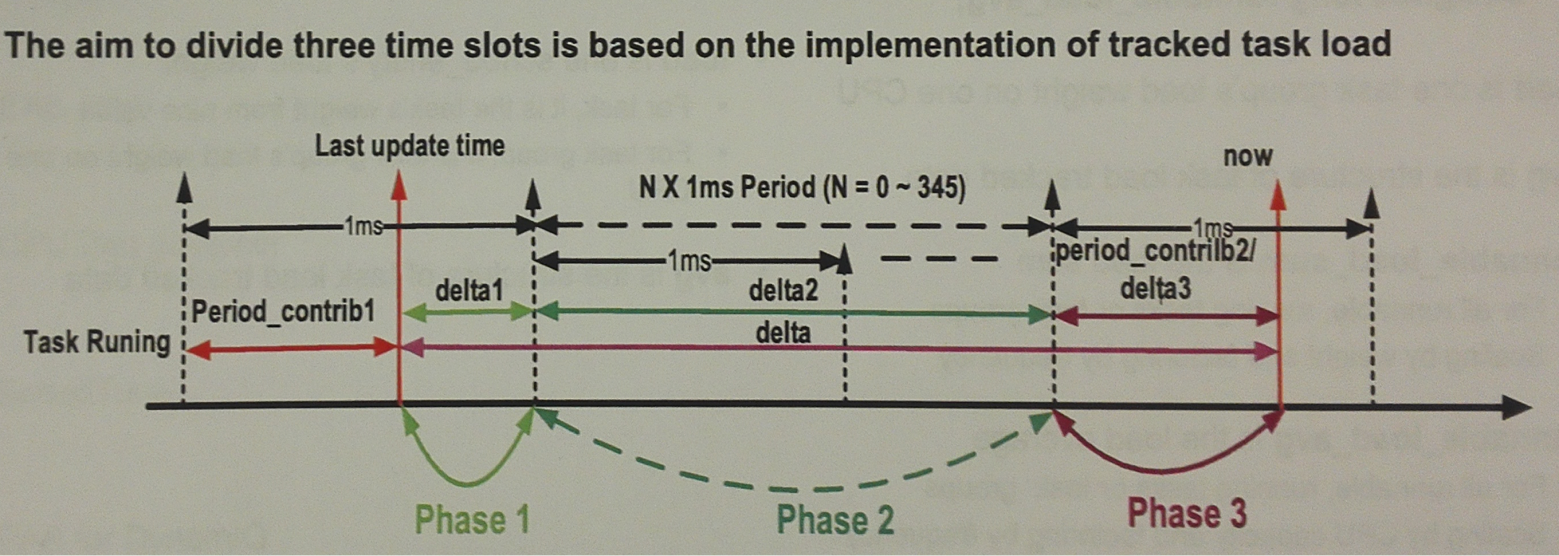 The aim to divide three time slots is based on the implementation of tracked task load
Last update time
now
N X 1ms Period (N = 0 ~ 345)
1ms
1ms
1ms
period_contrilb2/
delta1
delta2
delta3
Period_contrib1
delta
Task Runing
Phase 1
Phase 2
Phase 3